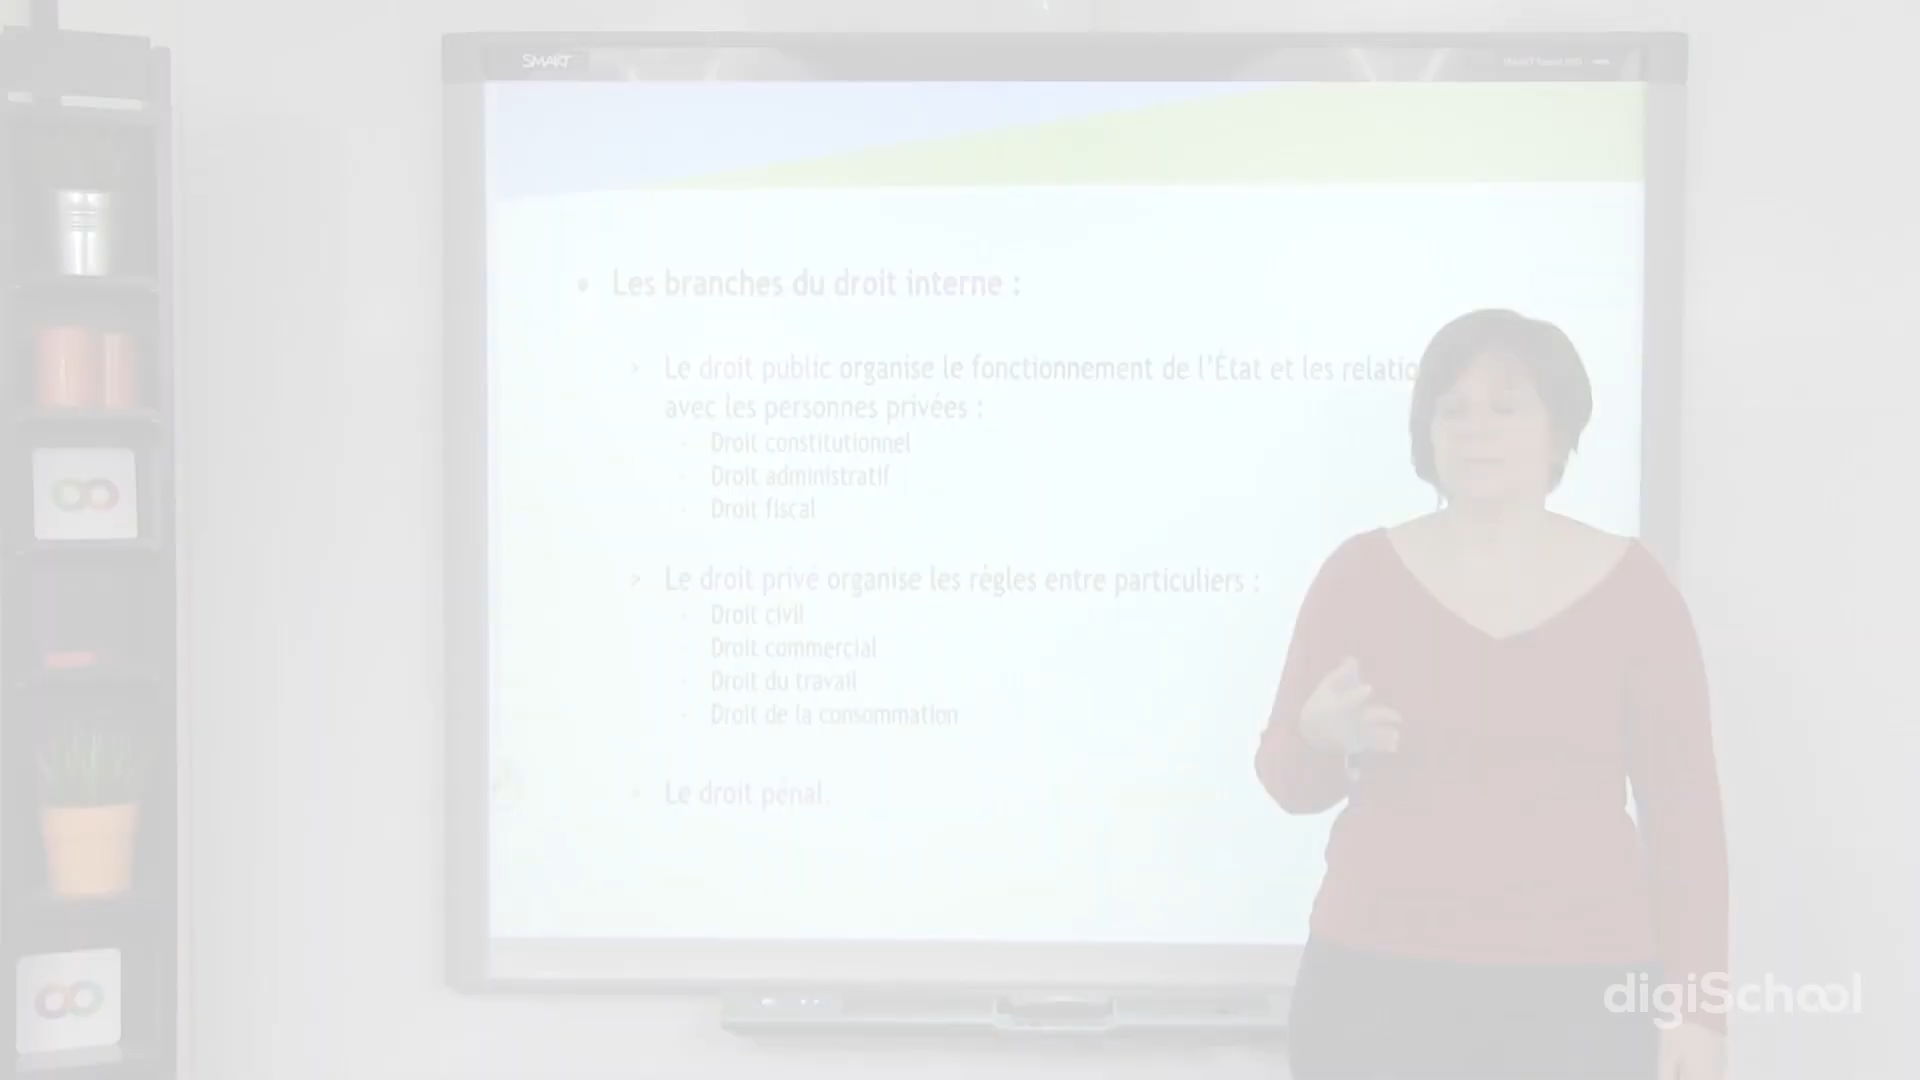 SMART
Les branches du droit interne :
Le droit public organise le fonctionnement de l'État et les relatio
avec les personnes privées :
Droit constitutionnel
Droit administratif
Droit fiscal
Le droit privé organise les règles entre particuliers :
Droit civil
Droit commercial
Droit du travail
Droit de la consommation
Le droit pénal.
digiSchool